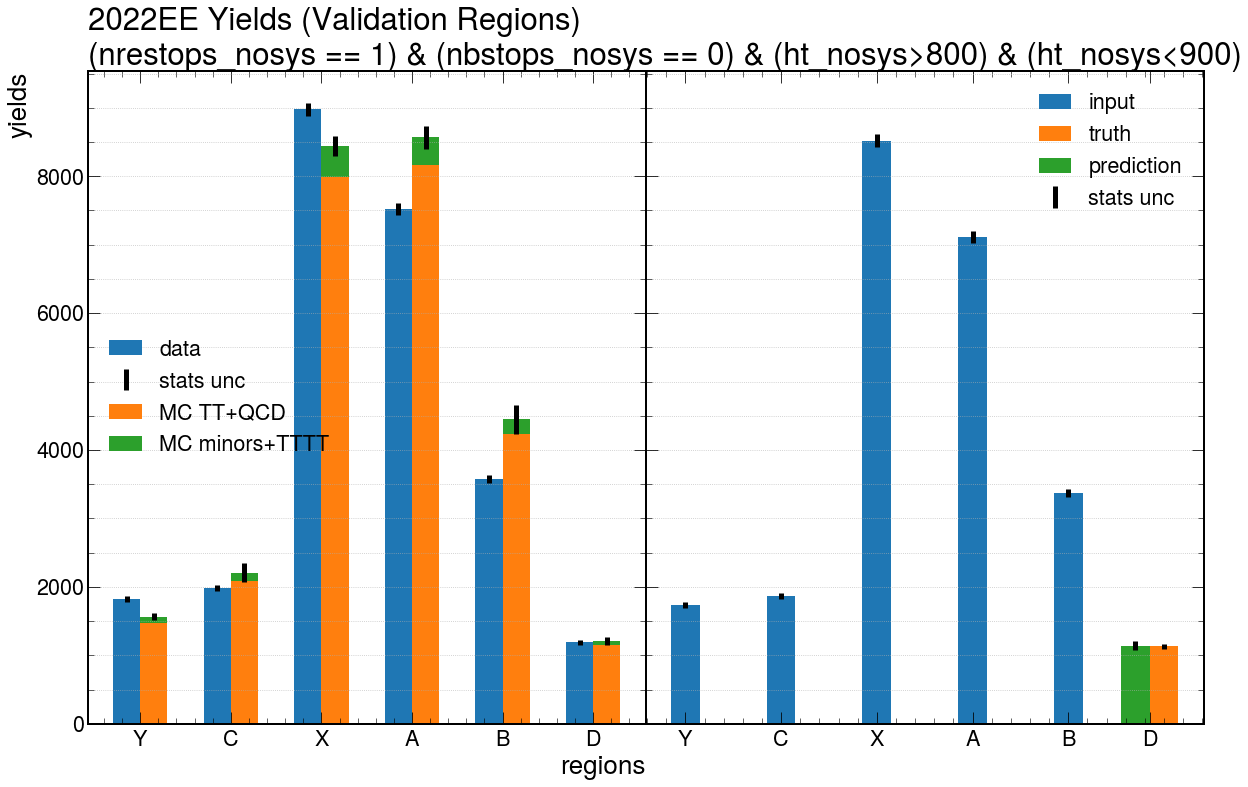 2022EE Yields (Validation Regions)
(nrestops_nosys == 1) & (nbstops_nosys == 0) & (ht_nosys>800) & (ht_nosys<900)
yields
8000
6000
4000
2000
0
data
stats unc
MC TT+QCD
MC minors+TTTT
input
truth
prediction
stats unc
Y C X A B D
Y C X A B D
regions